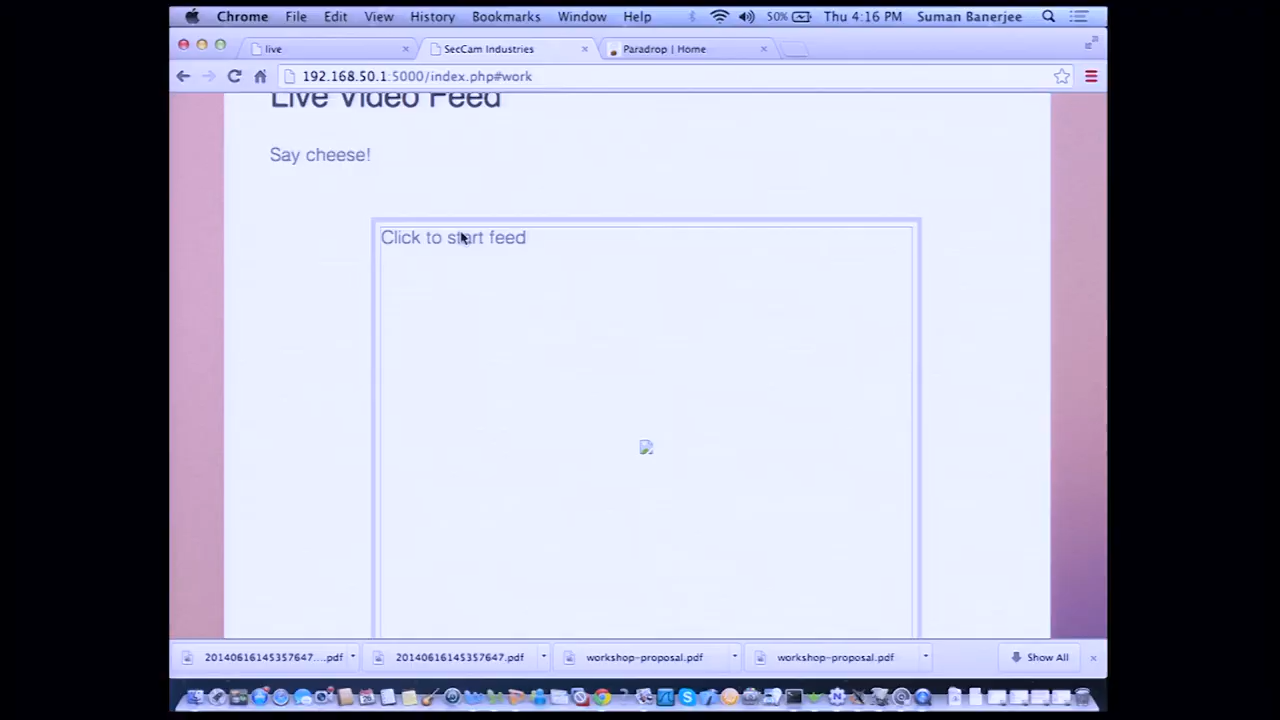 Chrome File Edit View History Bookmarks Window Help 50% Thu 4:16 PM Suman Banerjee
live
SecCam Industries
Paradrop | Home
192.168.50.1:5000/index.php#work
Live Video Feed
Say cheese!
Click to start feed
20140616145357647....pdf
20140616145357647.pdf
workshop-proposal.pdf
workshop-proposal.pdf
Show All